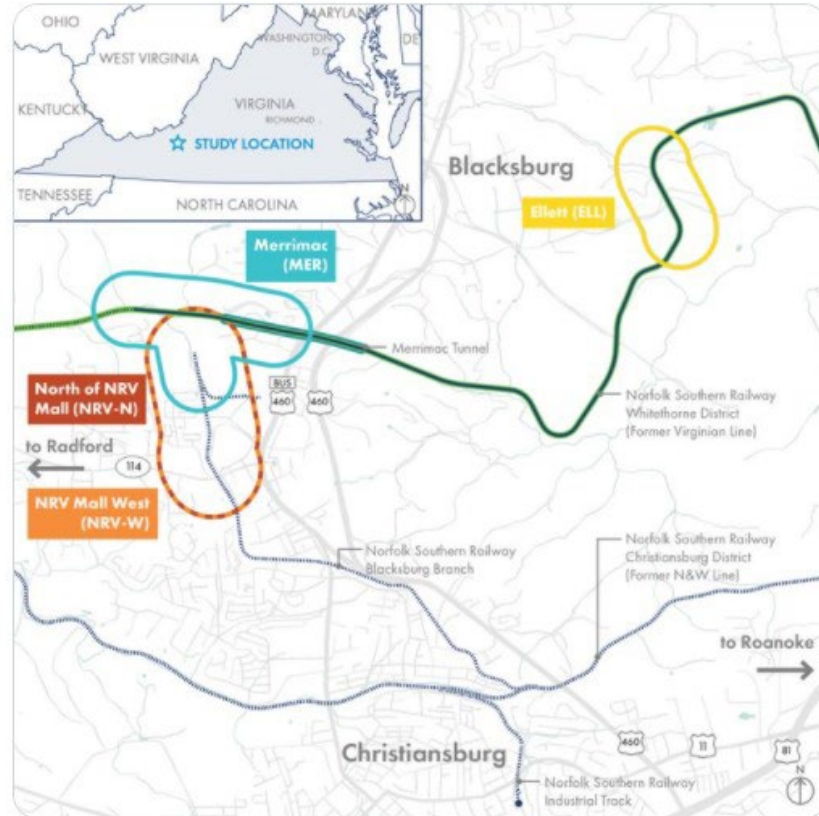 OHIO
MARYLAND
WASHINGTON
D.C.
DE
WEST VIRGINIA
KENTUCKY
VIRGINIA
RICHMOND
STUDY LOCATION
TENNESSEE
NORTH CAROLINA
N
Blacksburg
Ellett (ELL)
Merrimac
(MER)
Merrimac Tunnel
North of NRV
Mall (NRV-N)
BUS
460
460
Norfolk Southern Railway
Whitethorne District
(Former Virginian Line)
to Radford
114
NRV Mall West
(NRV-W)
Norfolk Southern Railway
Blacksburg Branch
Norfolk Southern Railway
Christiansburg District
(Former N&W Line)
to Roanoke
Christiansburg
460
11
81
N
Norfolk Southern Railway
Industrial Track